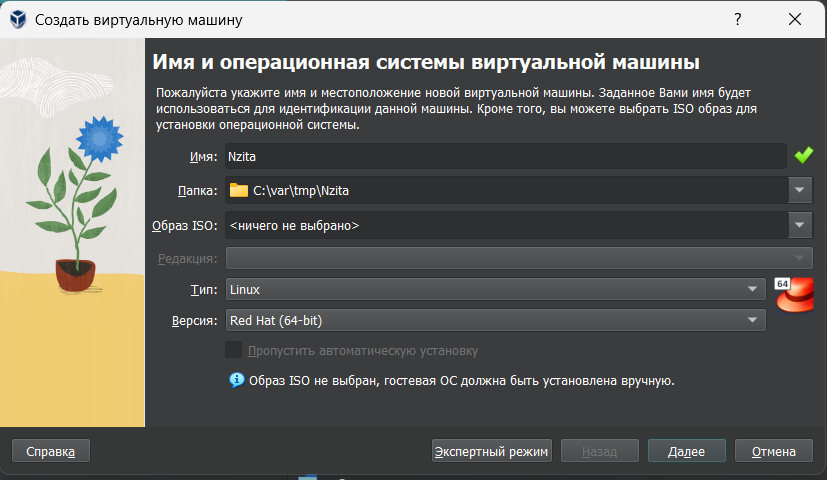 Создать виртуальную машину
?
Имя и операционная системы виртуальной машины
Пожалуйста укажите имя и местоположение новой виртуальной машины. Заданное Вами имя будет
использоваться для идентификации данной машины. Кроме того, вы можете выбрать ISO образ для
установки операционной системы.
Имя: Nzita
Папка: C:\var\tmp\Nzita
Образ ISO: <ничего не выбрано>
Редакция:
Тип: Linux
64
Версия: Red Hat (64-bit)
Пропустить автоматическую установку
Образ ISO не выбран, гостевая ОС должна быть установлена вручную.
Справка Экспертный режим Назад Далее Отмена